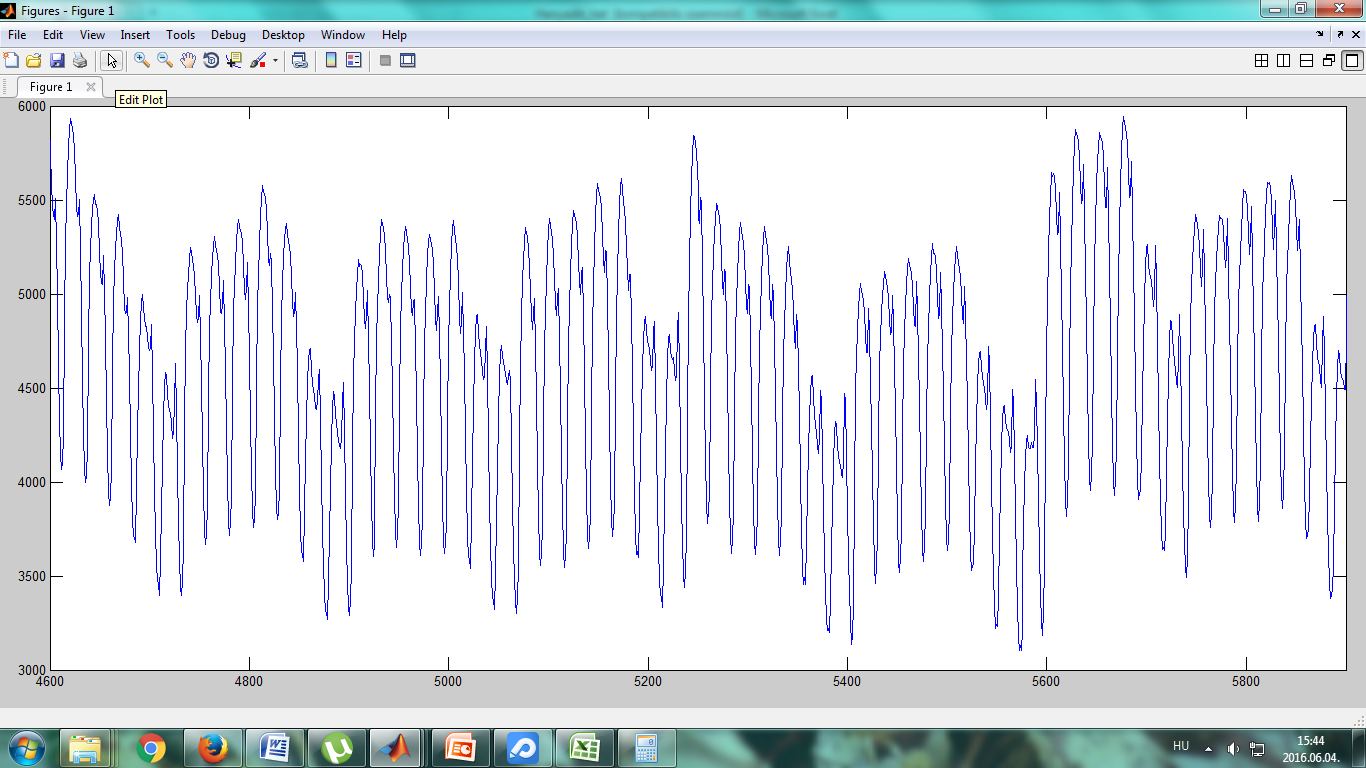 Figures - Figure 1
File Edit View Insert Tools Debug Desktop Window Help
Figure 1
Edit Plot
6000
5500
5000
4500
4000
3500
3000
4600 4800 5000 5200 5400 5600 5800
HU
15:44
2016.06.04.